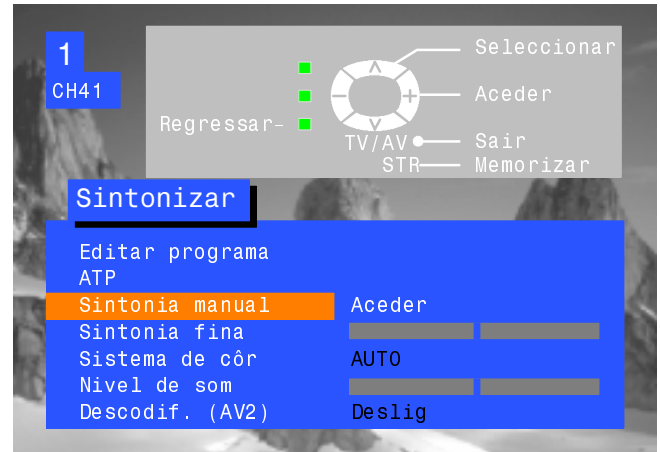 1
CH41
Seleccionar
Aceder
Regressar-
TV/AV Sair
STR Memorizar
Sintonizar
Editar programa
ATP
Sintonia manual Aceder
Sintonia fina
Sistema de côr AUTO
Nivel de som
Descodif. (AV2) Deslig